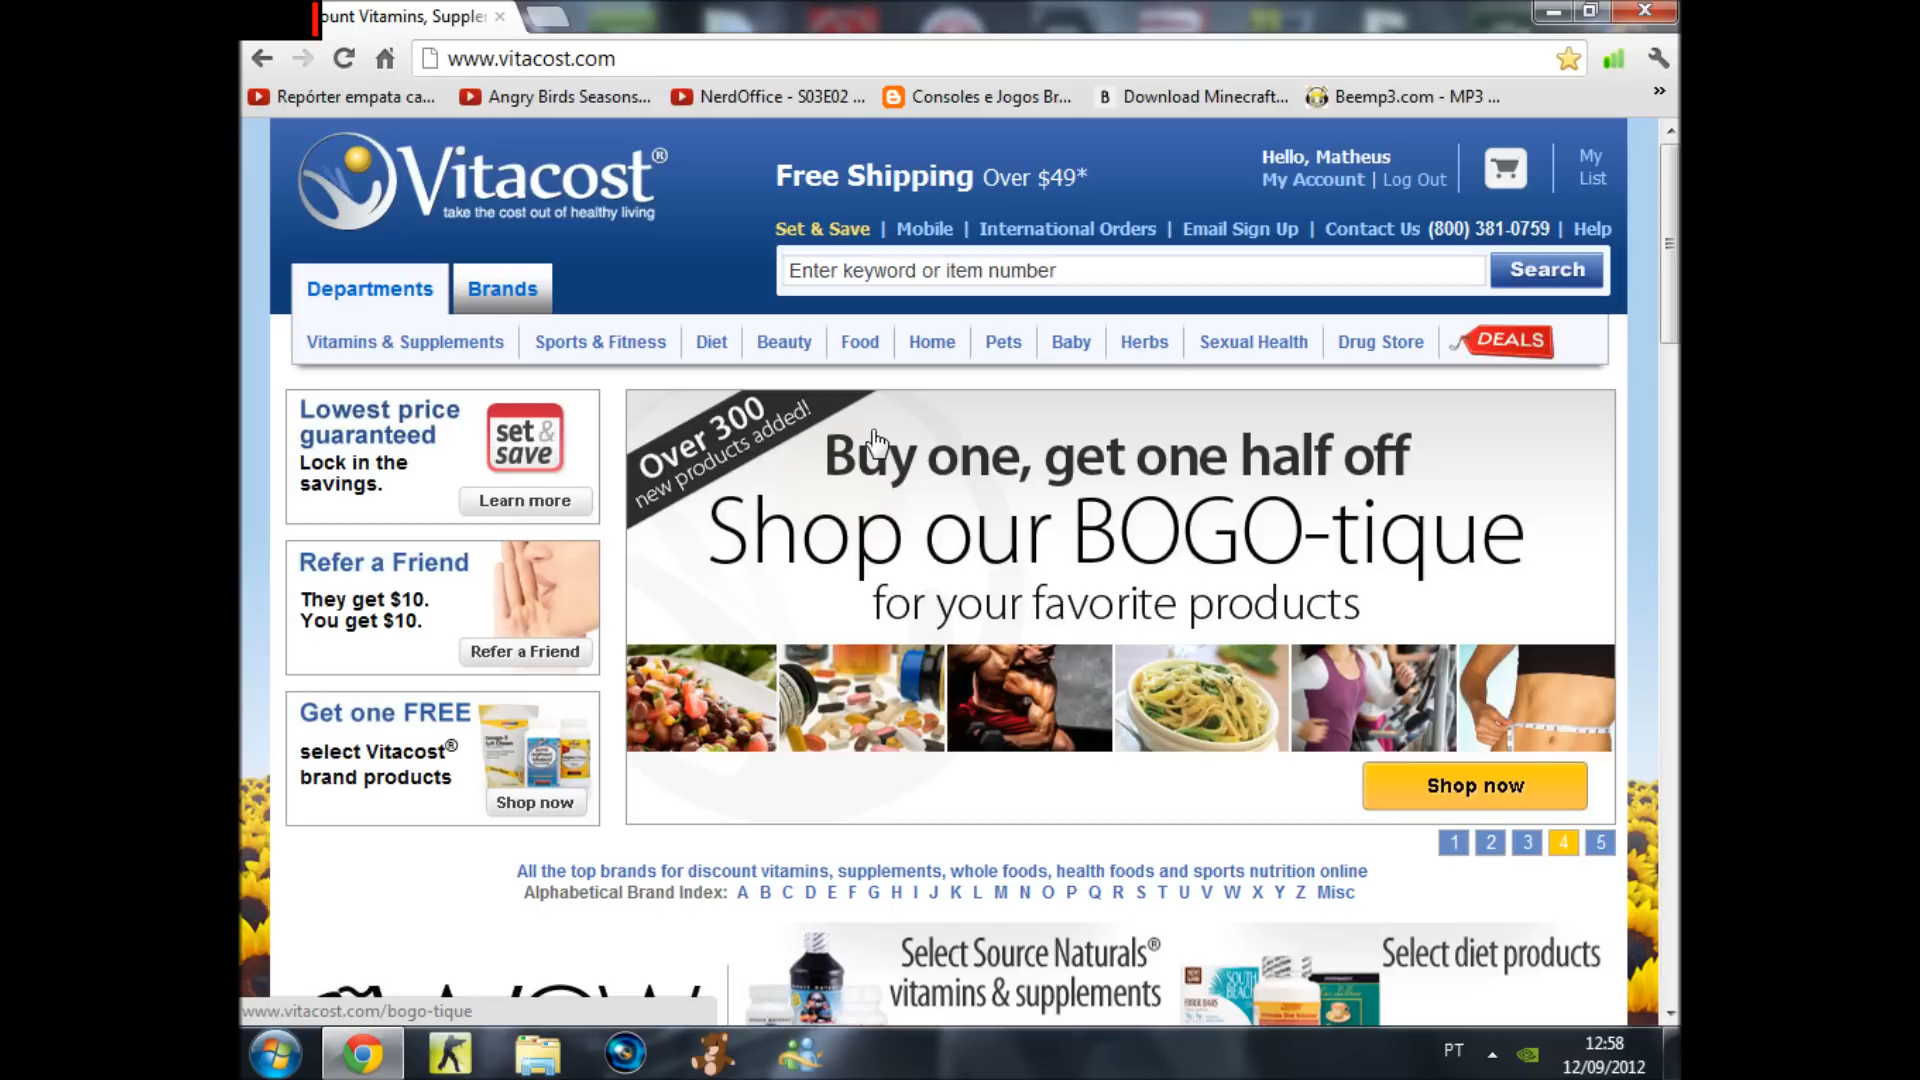 ount Vitamins, Supple
www.vitacost.com
Repórter empata ca...
Angry Birds Seasons...
NerdOffice - S03E02 ...
Consoles e Jogos Br...
Download Minecraft...
Beemp3.com - MP3 ...
Vitacost®
take the cost out of healthy living
Free Shipping Over $49*
Hello, Matheus
My Account | Log Out
My
List
Set & Save | Mobile | International Orders | Email Sign Up | Contact Us (800) 381-0759 | Help
Enter keyword or item number
Search
Departments
Brands
Vitamins & Supplements
Sports & Fitness
Diet
Beauty
Food
Home
Pets
Baby
Herbs
Sexual Health
Drug Store
DEALS
Lowest price
guaranteed
Lock in the
savings.
set &
save
Learn more
Refer a Friend
They get $10.
You get $10.
Refer a Friend
Get one FREE
select Vitacost®
brand products
Shop now
Over 300
new products added!
Buy one, get one half off
Shop our BOGO-tique
for your favorite products
Shop now
1 2 3 4 5
All the top brands for discount vitamins, supplements, whole foods, health foods and sports nutrition online
Alphabetical Brand Index: A B C D E F G H I J K L M N O P Q R S T U V W X Y Z Misc
Select Source Naturals®
vitamins & supplements
Select diet products
SOUTH
BEACH
FIBER BARS
www.vitacost.com/bogo-tique
PT
12:58
12/09/2012